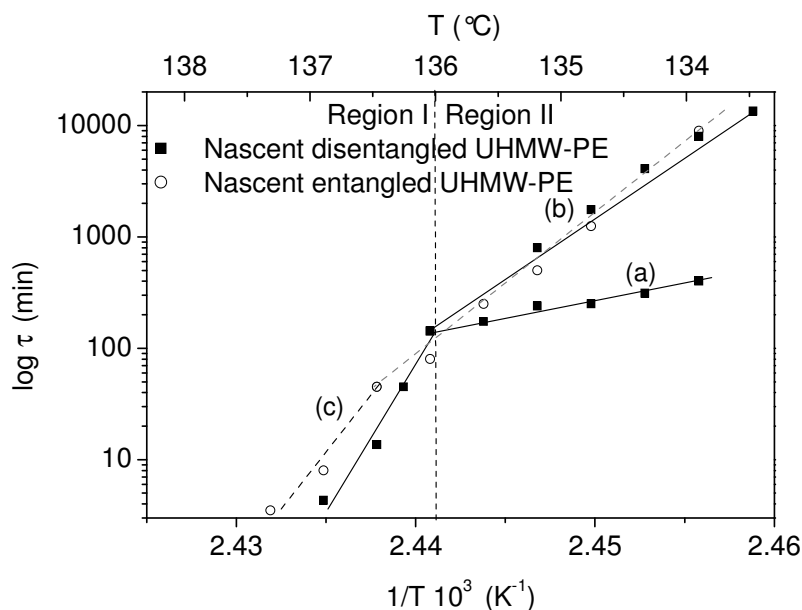 T (°C)
138 137 136 135 134
Region I Region II
Nascent disentangled UHMW-PE
Nascent entangled UHMW-PE
10000
(b)
1000
(a)
log τ (min)
100
(c)
10
2.43 2.44 2.45 2.46
1/T 10³ (K⁻¹)